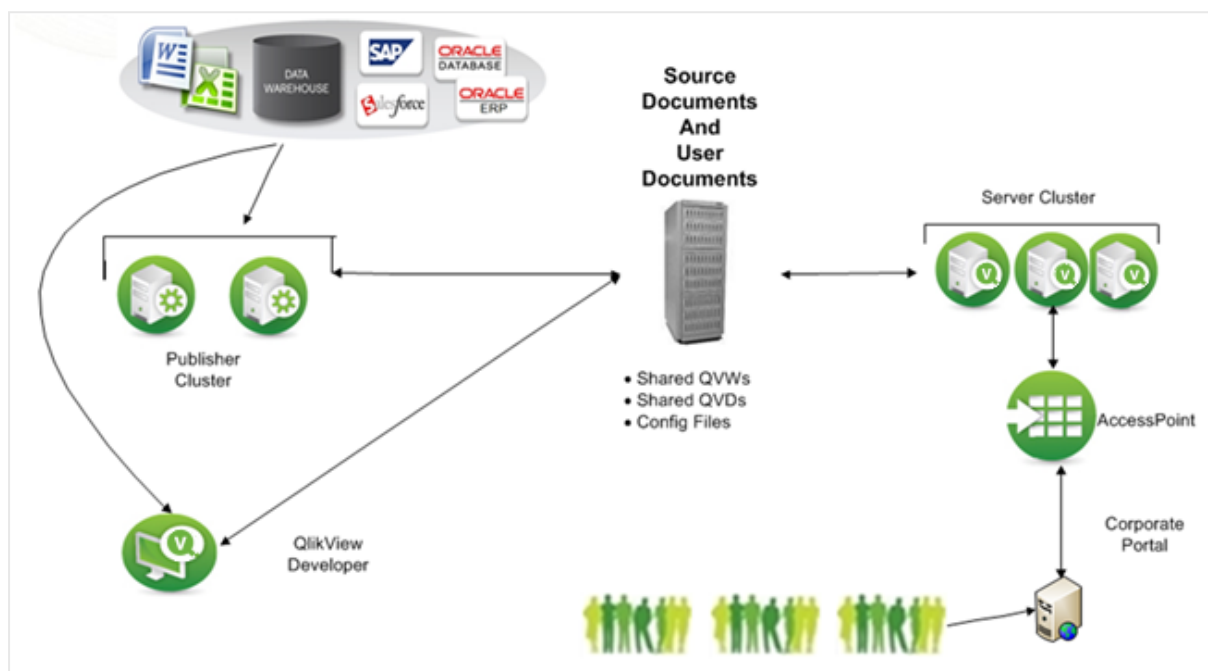 W
X
DATA
WAREHOUSE
SAP
ORACLE
DATABASE
salesforce
ORACLE
ERP
Source
Documents
And
User
Documents
Server Cluster
V
V
V
Publisher
Cluster
• Shared QVWs
• Shared QVDs
• Config Files
AccessPoint
V
QlikView
Developer
Corporate
Portal